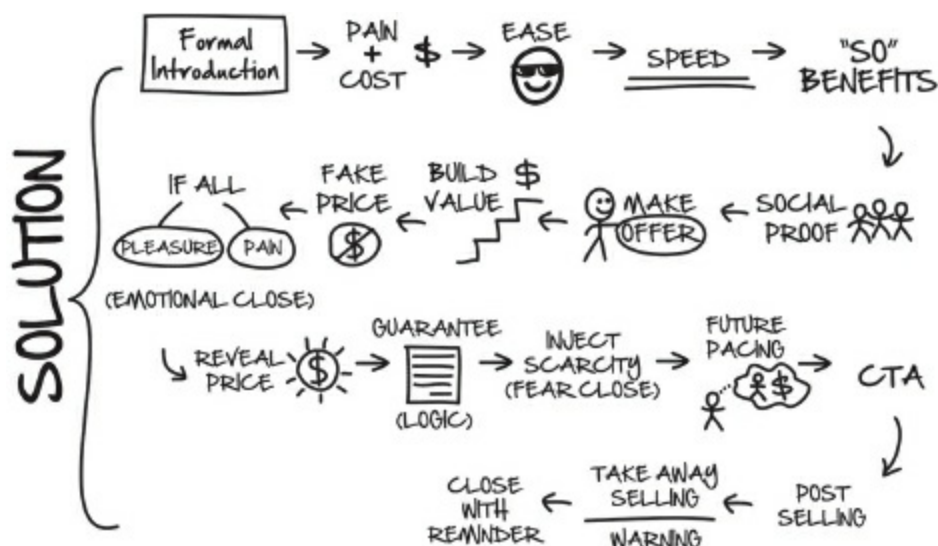 SOLUTION
Formal
Introduction
PAIN
+ $
COST
EASE
SPEED
"SO"
BENEFITS
SOCIAL
PROOF
MAKE
OFFER
BUILD $
VALUE
FAKE
PRICE
$
IF ALL
PLEASURE PAIN
(EMOTIONAL CLOSE)
REVEAL
PRICE
$
GUARANTEE
(LOGIC)
INJECT
SCARCITY
(FEAR CLOSE)
FUTURE
PACING
$
CTA
POST
SELLING
TAKE AWAY
SELLING
WARNING
CLOSE
WITH
REMINDER